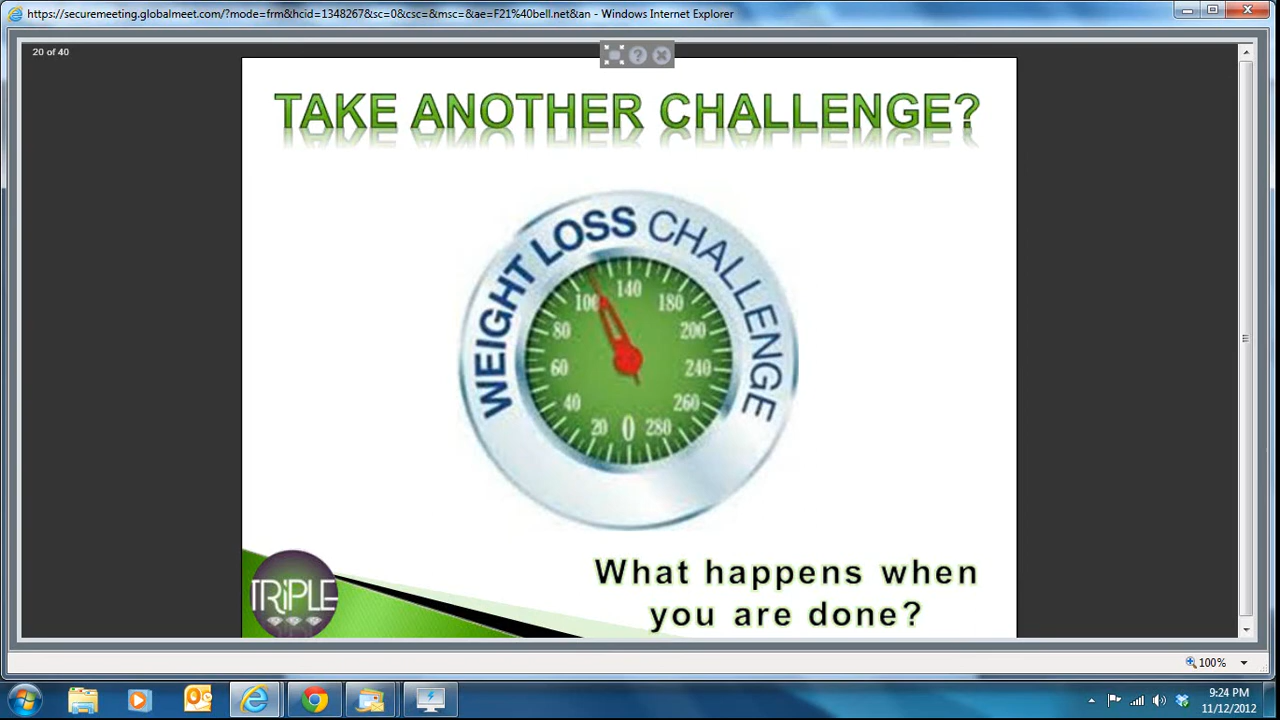 https://securemeeting.globalmeet.com/?mode=frm&hcid=1348267&sc=0&csc=&msc=&ae=F21%40bell.net&an - Windows Internet Explorer
20 of 40
TAKE ANOTHER CHALLENGE?
WEIGHT LOSS CHALLENGE
140
100 180
80 200
60 240
40 260
20 0 280
What happens when
you are done?
TRiPLE
100%
9:24 PM
11/12/2012